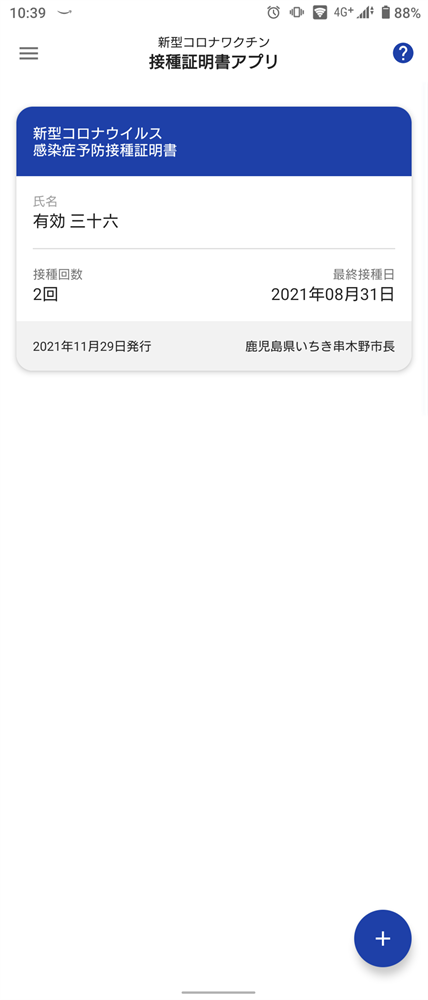 10:39
4G+ 88%
新型コロナワクチン
接種証明書アプリ
?
新型コロナウイルス
感染症予防接種証明書
氏名
有効 三十六
接種回数 最終接種日
2回 2021年08月31日
2021年11月29日発行 鹿児島県いちき串木野市長
+